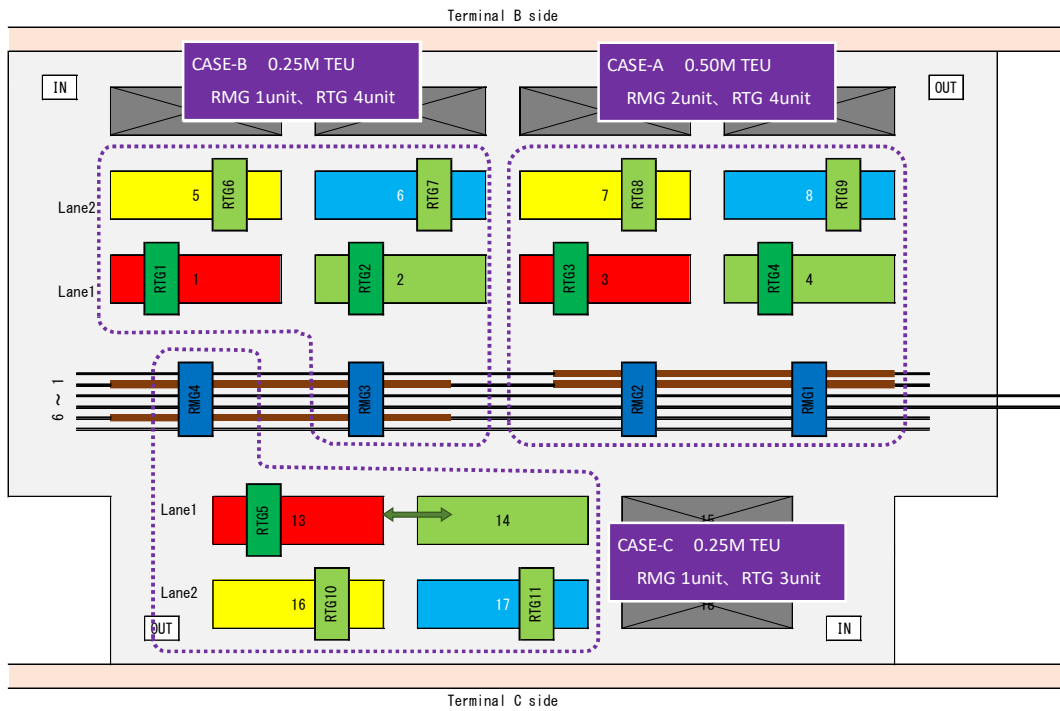 Terminal B side
CASE-B 0.25M TEU
RMG 1unit、RTG 4unit
CASE-A 0.50M TEU
RMG 2unit、RTG 4unit
IN
OUT
Lane2
5
RTG6
6
RTG7
7
RTG8
8
RTG9
Lane1
RTG1
1
RTG2
2
RTG3
3
RTG4
4
6 ~ 1
RMG4
RMG3
RMG2
RMG1
Lane1
RTG5
13
14
15
CASE-C 0.25M TEU
RMG 1unit、RTG 3unit
Lane2
16
RTG10
17
RTG11
18
OUT
IN
Terminal C side